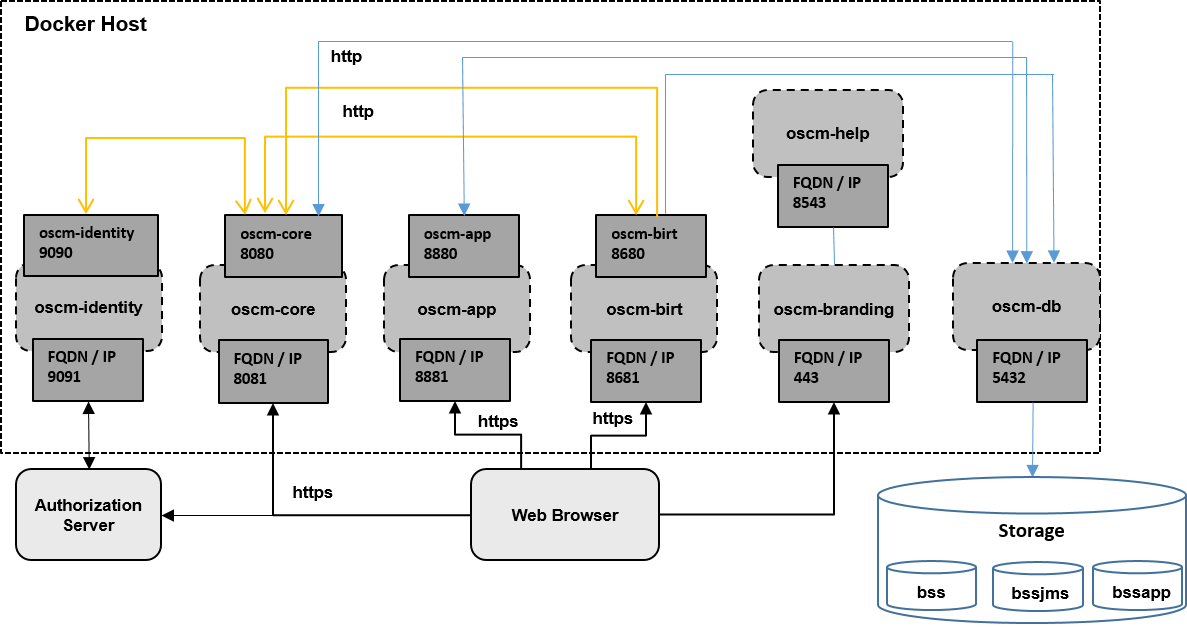 Docker Host
http
http
oscm-help
FQDN / IP
8543
oscm-identity
9090
oscm-core
8080
oscm-app
8880
oscm-birt
8680
oscm-identity
oscm-core
oscm-app
oscm-birt
oscm-branding
oscm-db
FQDN / IP
9091
FQDN / IP
8081
FQDN / IP
8881
FQDN / IP
8681
FQDN / IP
443
FQDN / IP
5432
https
https
https
Authorization
Server
Web Browser
Storage
bss
bssjms
bssapp